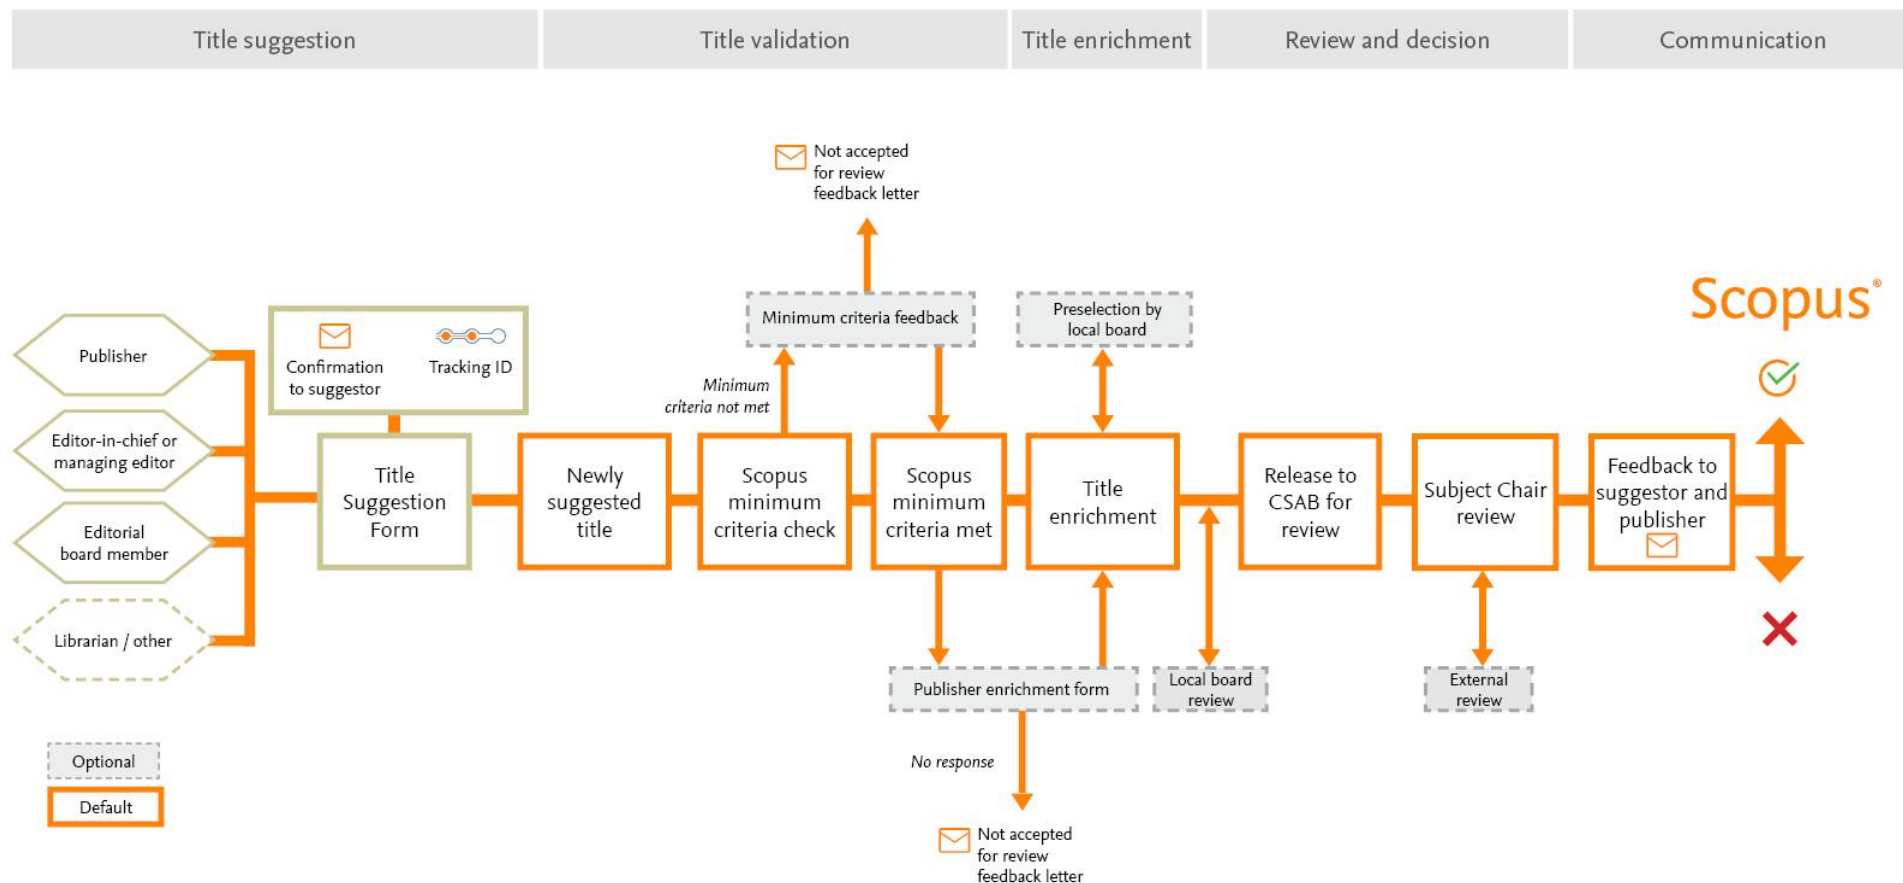 Title suggestion
Title validation
Title enrichment
Review and decision
Communication
Not accepted
for review
feedback letter
Scopus®
Minimum criteria feedback
Preselection by
local board
Publisher
Confirmation
to suggestor
Tracking ID
Minimum
criteria not met
Editor-in-chief or
managing editor
Title
Suggestion
Form
Newly
suggested
title
Scopus
minimum
criteria check
Scopus
minimum
criteria met
Title
enrichment
Release to
CSAB for
review
Subject Chair
review
Feedback to
suggestor and
publisher
Editorial
board member
Librarian / other
Publisher enrichment form
Local board
review
External
review
No response
Optional
Default
Not accepted
for review
feedback letter